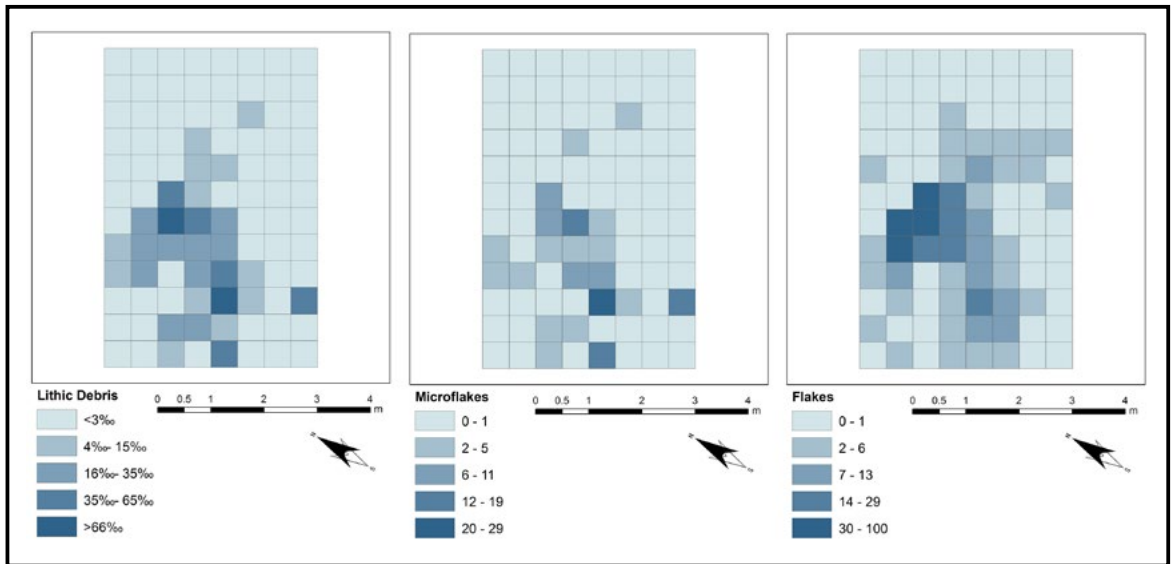 Lithic Debris
0 0.5 1 2 3 4
m
<3‰
4‰- 15‰
16‰- 35‰
35‰- 65‰
>66‰
N
S
Microflakes
0 0.5 1 2 3 4
m
0 - 1
2 - 5
6 - 11
12 - 19
20 - 29
N
S
Flakes
0 0.5 1 2 3 4
m
0 - 1
2 - 6
7 - 13
14 - 29
30 - 100
N
S